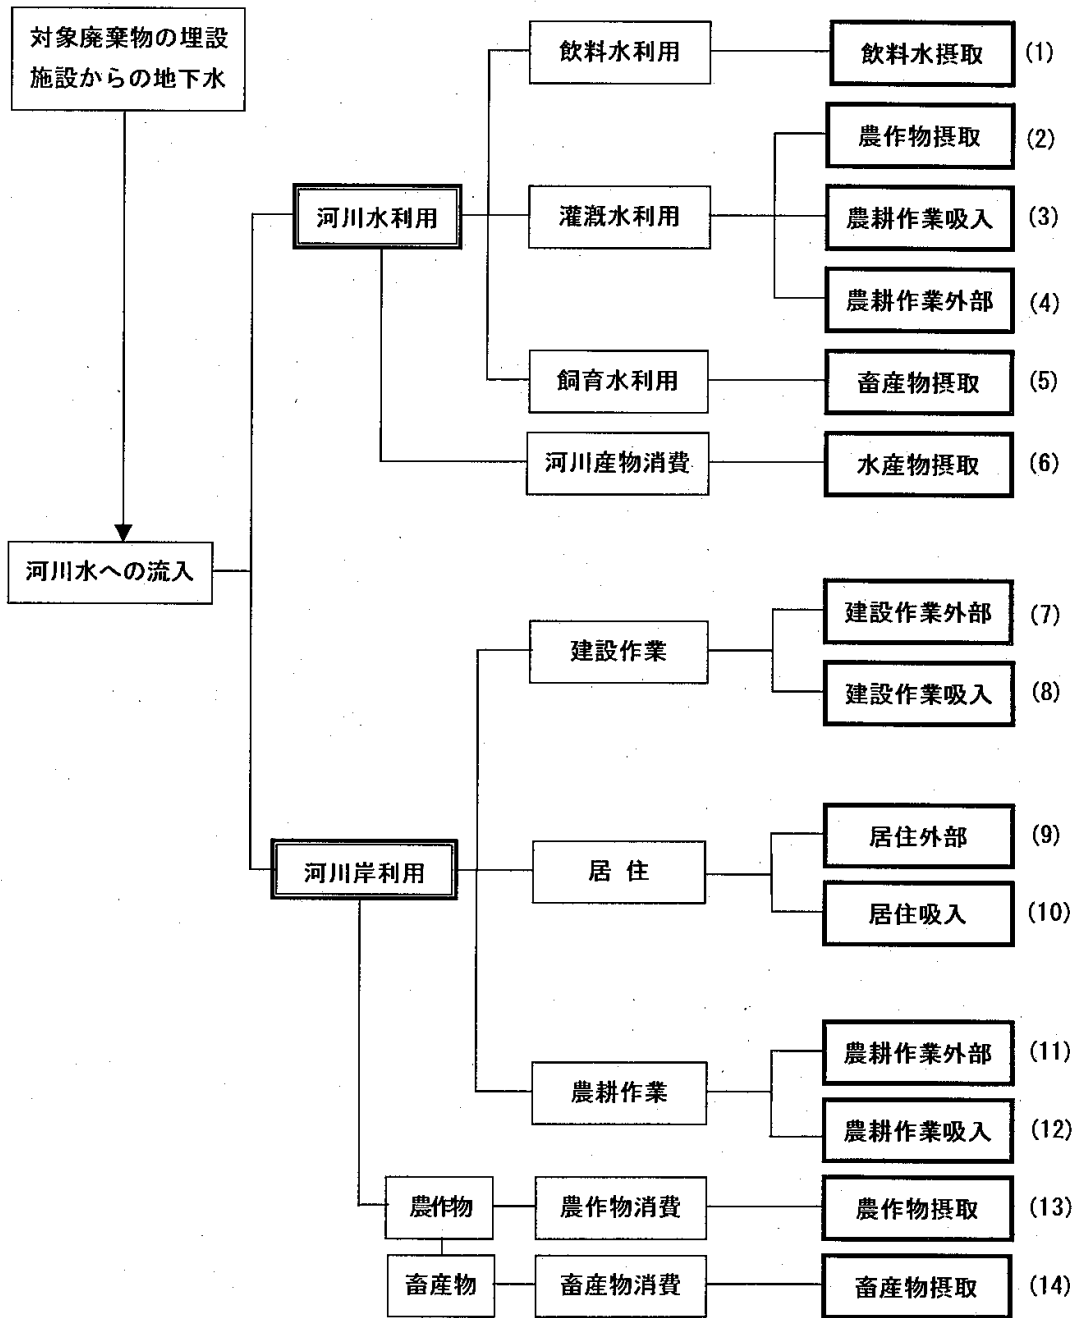 対象廃棄物の埋設
施設からの地下水
河川水への流入
河川水利用
飲料水利用
飲料水摂取 (1)
灌漑水利用
農作物摂取 (2)
農耕作業吸入 (3)
農耕作業外部 (4)
飼育水利用
畜産物摂取 (5)
河川産物消費
水産物摂取 (6)
河川岸利用
建設作業
建設作業外部 (7)
建設作業吸入 (8)
居 住
居住外部 (9)
居住吸入 (10)
農耕作業
農耕作業外部 (11)
農耕作業吸入 (12)
農作物
農作物消費
農作物摂取 (13)
畜産物
畜産物消費
畜産物摂取 (14)